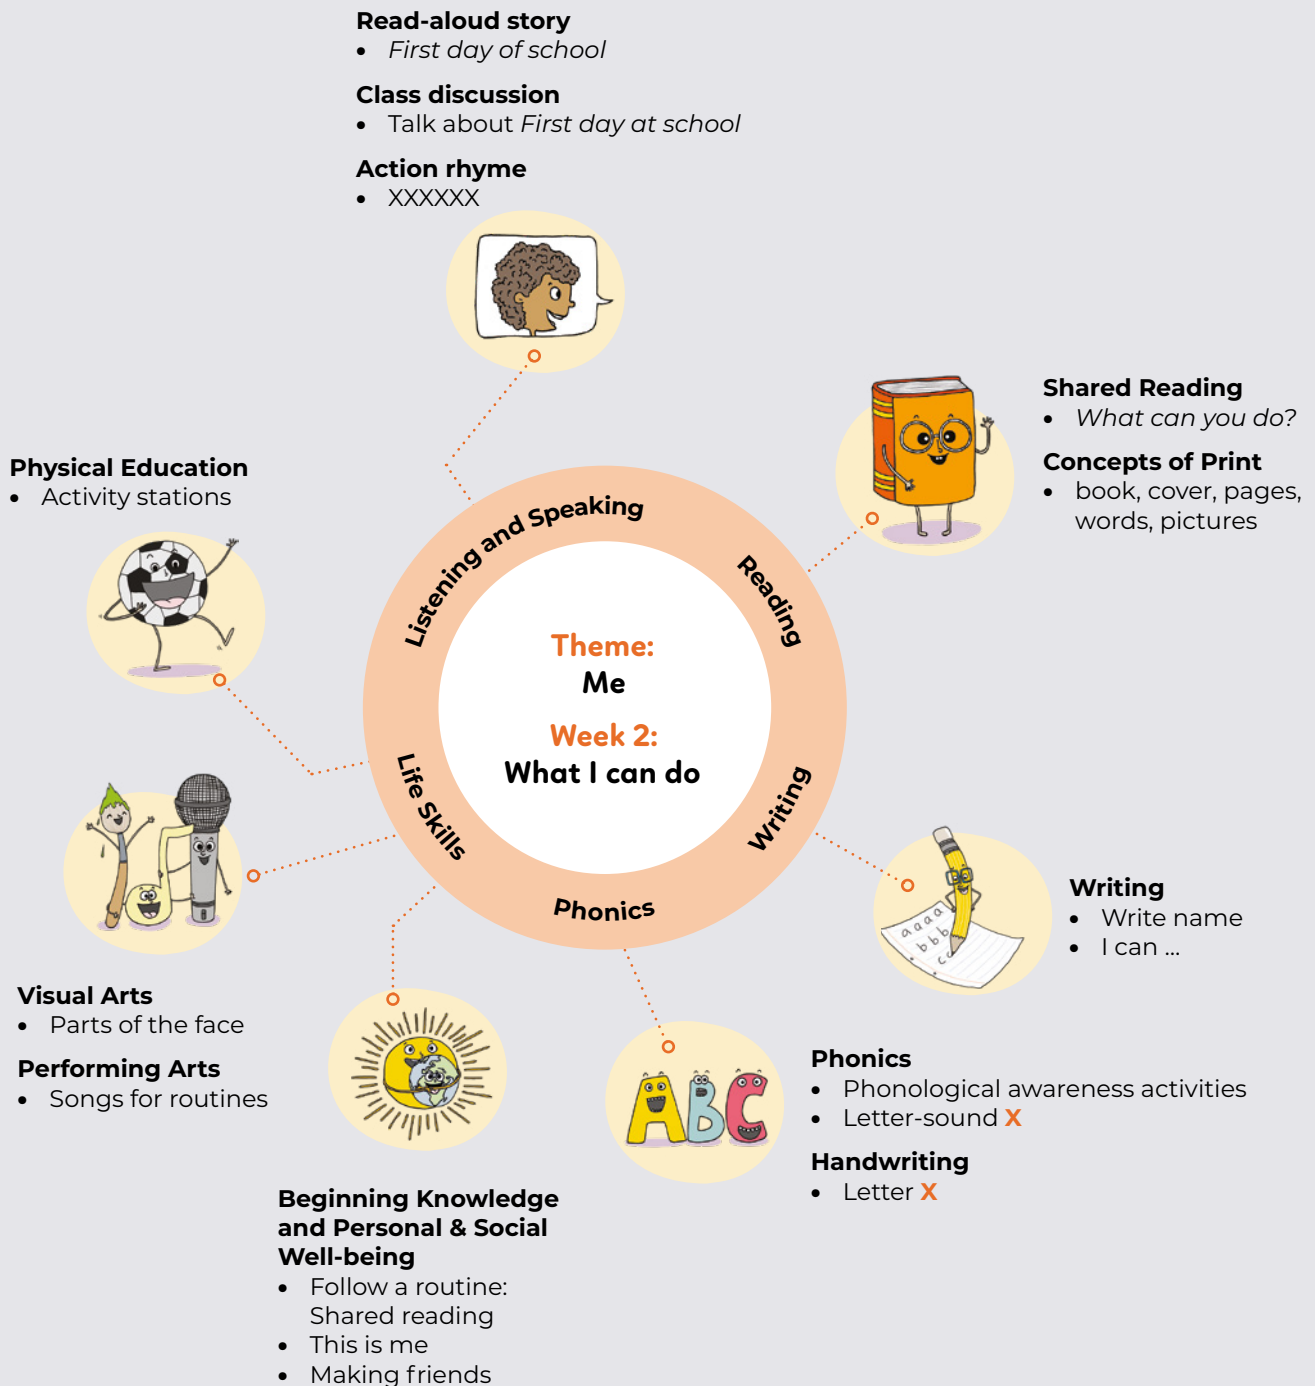 Read-aloud story
• First day of school
Class discussion
• Talk about First day at school
Action rhyme
• XXXXXX
Shared Reading
• What can you do?
Concepts of Print
• book, cover, pages,
words, pictures
Physical Education
• Activity stations
Listening and Speaking
Reading
Writing
Phonics
Life Skills
Theme:
Me
Week 2:
What I can do
Writing
• Write name
• I can ...
a a a a
b b b
c c
Visual Arts
• Parts of the face
Performing Arts
• Songs for routines
ABC
Phonics
• Phonological awareness activities
• Letter-sound X
Handwriting
• Letter X
Beginning Knowledge
and Personal & Social
Well-being
• Follow a routine:
Shared reading
• This is me
• Making friends